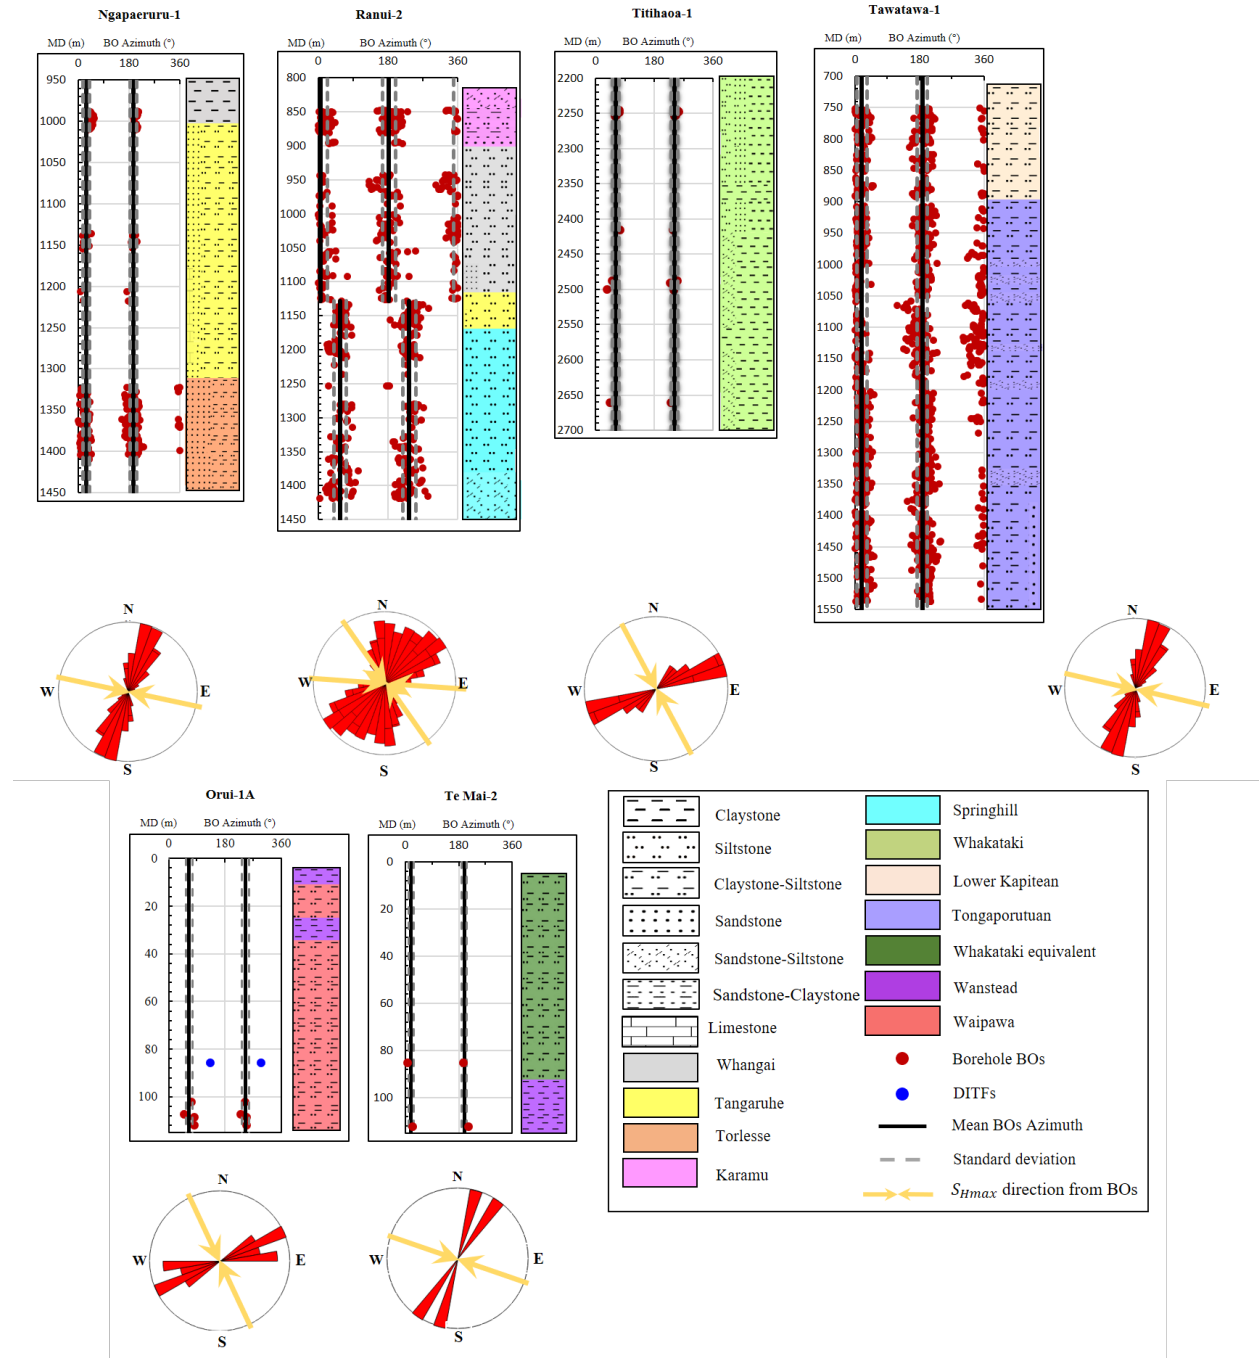 Ngapaeruru-1
MD (m) BO Azimuth (°)
0 180 360
950
1000
1050
1100
1150
1200
1250
1300
1350
1400
1450
Ranui-2
MD (m) BO Azimuth (°)
0 180 360
800
850
900
950
1000
1050
1100
1150
1200
1250
1300
1350
1400
1450
Titihaoa-1
MD (m) BO Azimuth (°)
0 180 360
2200
2250
2300
2350
2400
2450
2500
2550
2600
2650
2700
Tawatawa-1
MD (m) BO Azimuth (°)
0 180 360
700
750
800
850
900
950
1000
1050
1100
1150
1200
1250
1300
1350
1400
1450
1500
1550
N
W E
S
N
W E
S
N
W E
S
N
W E
S
Orui-1A
MD (m) BO Azimuth (°)
0 180 360
0
20
40
60
80
100
Te Mai-2
MD (m) BO Azimuth (°)
0 180 360
0
20
40
60
80
100
N
W E
S
N
W E
S
Claystone
Siltstone
Claystone-Siltstone
Sandstone
Sandstone-Siltstone
Sandstone-Claystone
Limestone
Whangai
Tangaruhe
Torlesse
Karamu
Springhill
Whakataki
Lower Kapitean
Tongaporutuan
Whakataki equivalent
Wanstead
Waipawa
Borehole BOs
DITFs
Mean BOs Azimuth
Standard deviation
S_Hmax direction from BOs